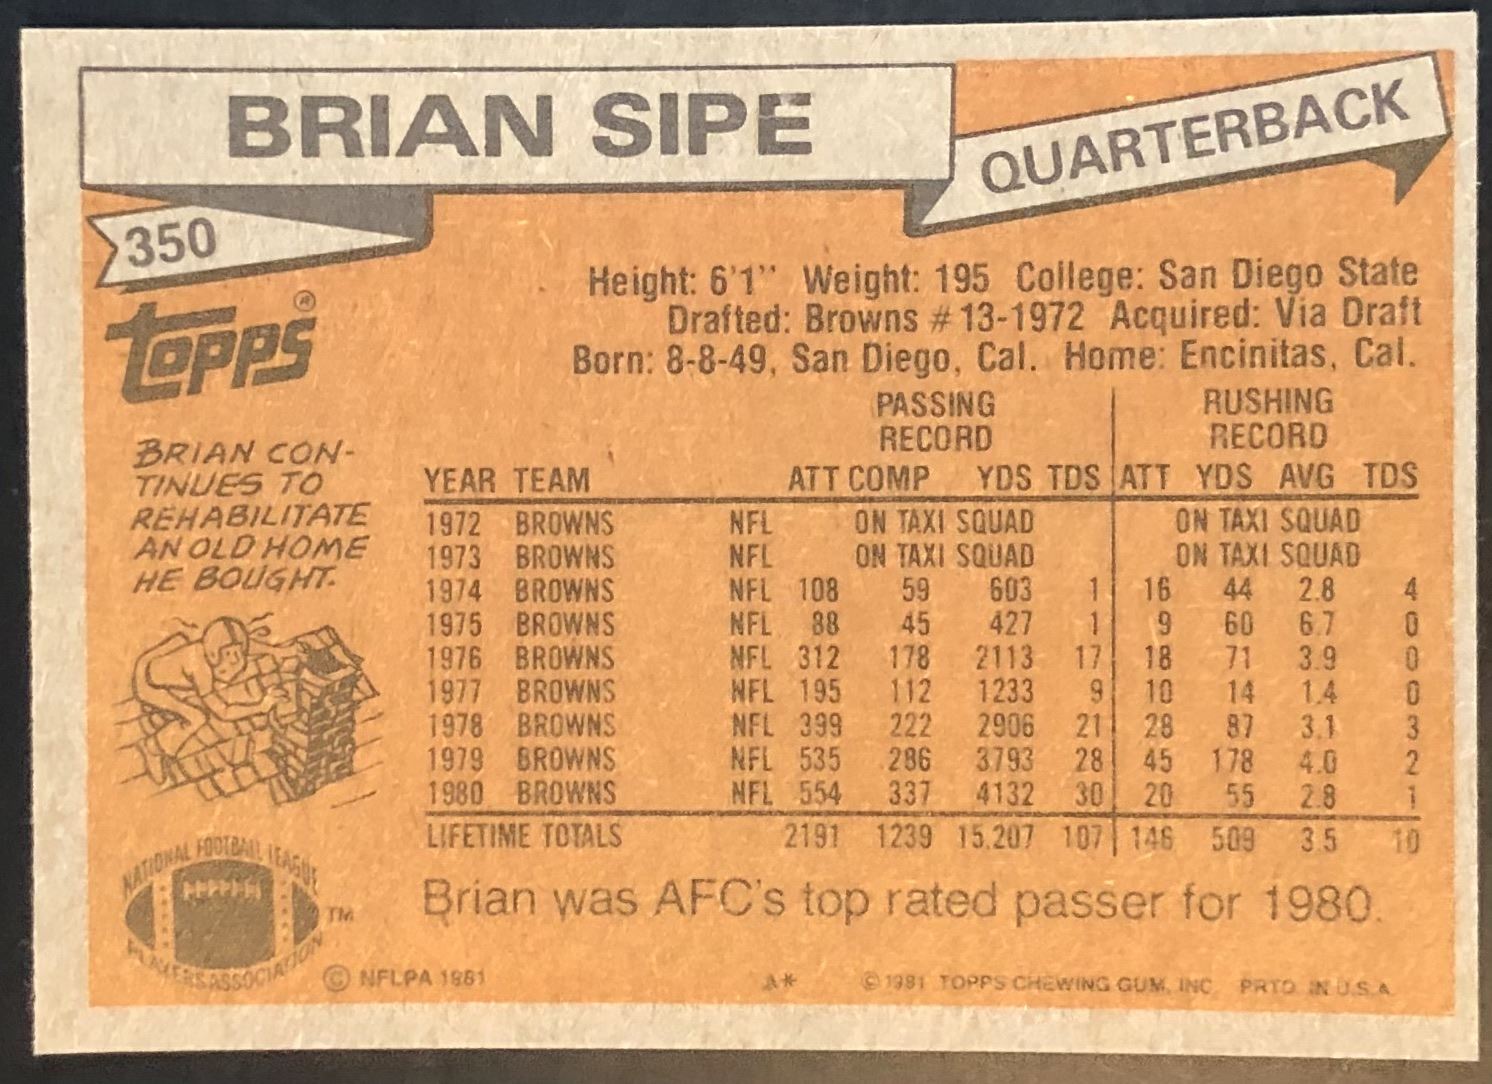 BRIAN SIPE
QUARTERBACK
350
TOPPS®
Height: 6'1" Weight: 195 College: San Diego State
Drafted: Browns #13-1972 Acquired: Via Draft
Born: 8-8-49, San Diego, Cal. Home: Encinitas, Cal.
BRIAN CON-
TINUES TO
REHABILITATE
AN OLD HOME
HE BOUGHT.
PASSING RUSHING
RECORD RECORD
YEAR TEAM ATT COMP YDS TDS ATT YDS AVG TDS
1972 BROWNS NFL ON TAXI SQUAD ON TAXI SQUAD
1973 BROWNS NFL ON TAXI SQUAD ON TAXI SQUAD
1974 BROWNS NFL 108 59 603 1 16 44 2.8 4
1975 BROWNS NFL 88 45 427 1 9 60 6.7 0
1976 BROWNS NFL 312 178 2113 17 18 71 3.9 0
1977 BROWNS NFL 195 112 1233 9 10 14 1.4 0
1978 BROWNS NFL 399 222 2906 21 28 87 3.1 3
1979 BROWNS NFL 535 286 3793 28 45 178 4.0 2
1980 BROWNS NFL 554 337 4132 30 20 55 2.8 1
LIFETIME TOTALS 2191 1239 15,207 107 146 509 3.5 10
Brian was AFC's top rated passer for 1980.
NATIONAL FOOTBALL LEAGUE
PLAYERS ASSOCIATION
TM
© NFLPA 1981 A* © 1981 TOPPS CHEWING GUM, INC. PRTD. IN U.S.A.